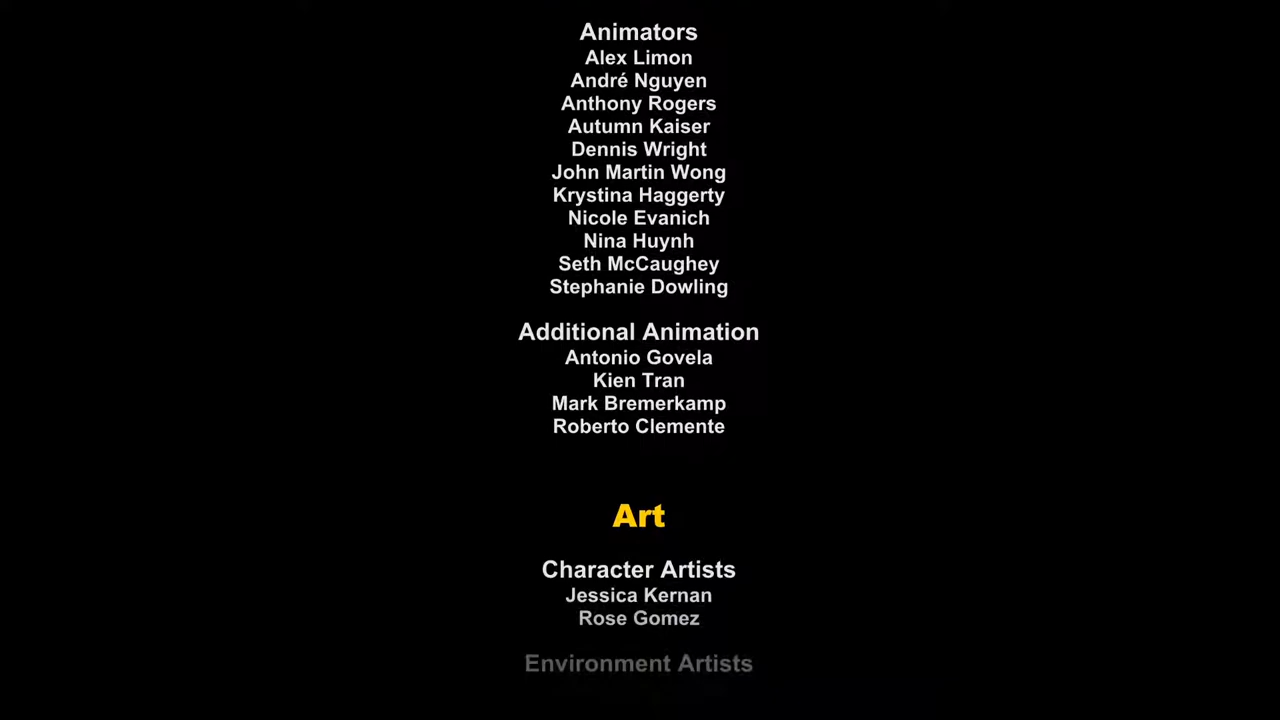 Animators
Alex Limon
André Nguyen
Anthony Rogers
Autumn Kaiser
Dennis Wright
John Martin Wong
Krystina Haggerty
Nicole Evanich
Nina Huynh
Seth McCaughey
Stephanie Dowling
Additional Animation
Antonio Govela
Kien Tran
Mark Bremerkamp
Roberto Clemente
Art
Character Artists
Jessica Kernan
Rose Gomez
Environment Artists